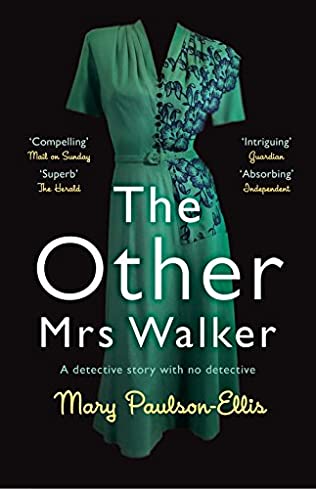 'Compelling'
Mail on Sunday
'Superb'
The Herald
'Intriguing'
Guardian
'Absorbing'
Independent
The
Other
Mrs Walker
A detective story with no detective
Mary Paulson-Ellis